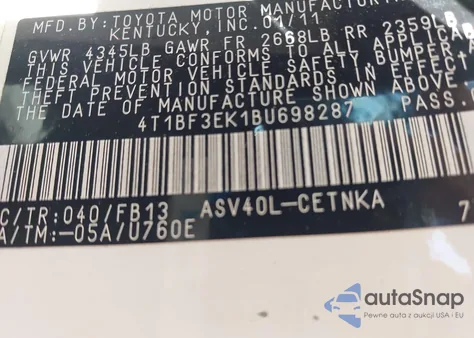 MFD.BY: TOYOTA MOTOR MANUFACTUR
KENTUCKY, INC. 01/11
GVWR 4345LB GAWR FR 2668LB RR 2359LB
THIS VEHICLE CONFORMS TO ALL APPLICAB
FEDERAL MOTOR VEHICLE SAFETY, BUMPER,
THEFT PREVENTION STANDARDS IN EFFECT
THE DATE OF MANUFACTURE SHOWN ABOVE
4T1BF3EK1BU698287 PASS.
C/TR: 040/FB13 ASV40L-CETNKA
A/TM:-05A/U760E
autaSnap
Pewne auta z aukcji USA i EU